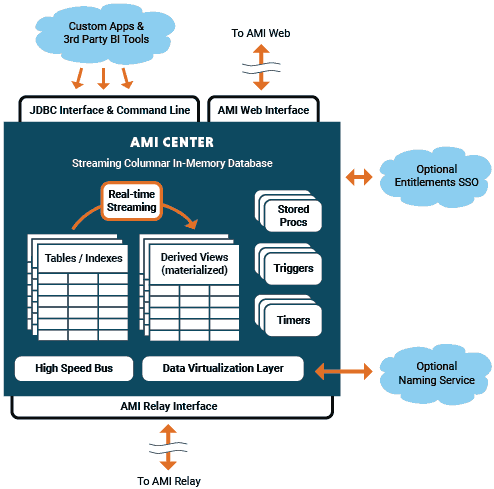 Custom Apps &
3rd Party BI Tools
To AMI Web
JDBC Interface & Command Line
AMI Web Interface
AMI CENTER
Streaming Columnar In-Memory Database
Optional
Entitlements SSO
Real-time
Streaming
Stored
Procs
Tables / Indexes
Derived Views
(materialized)
Triggers
Timers
High Speed Bus
Data Virtualization Layer
Optional
Naming Service
AMI Relay Interface
To AMI Relay